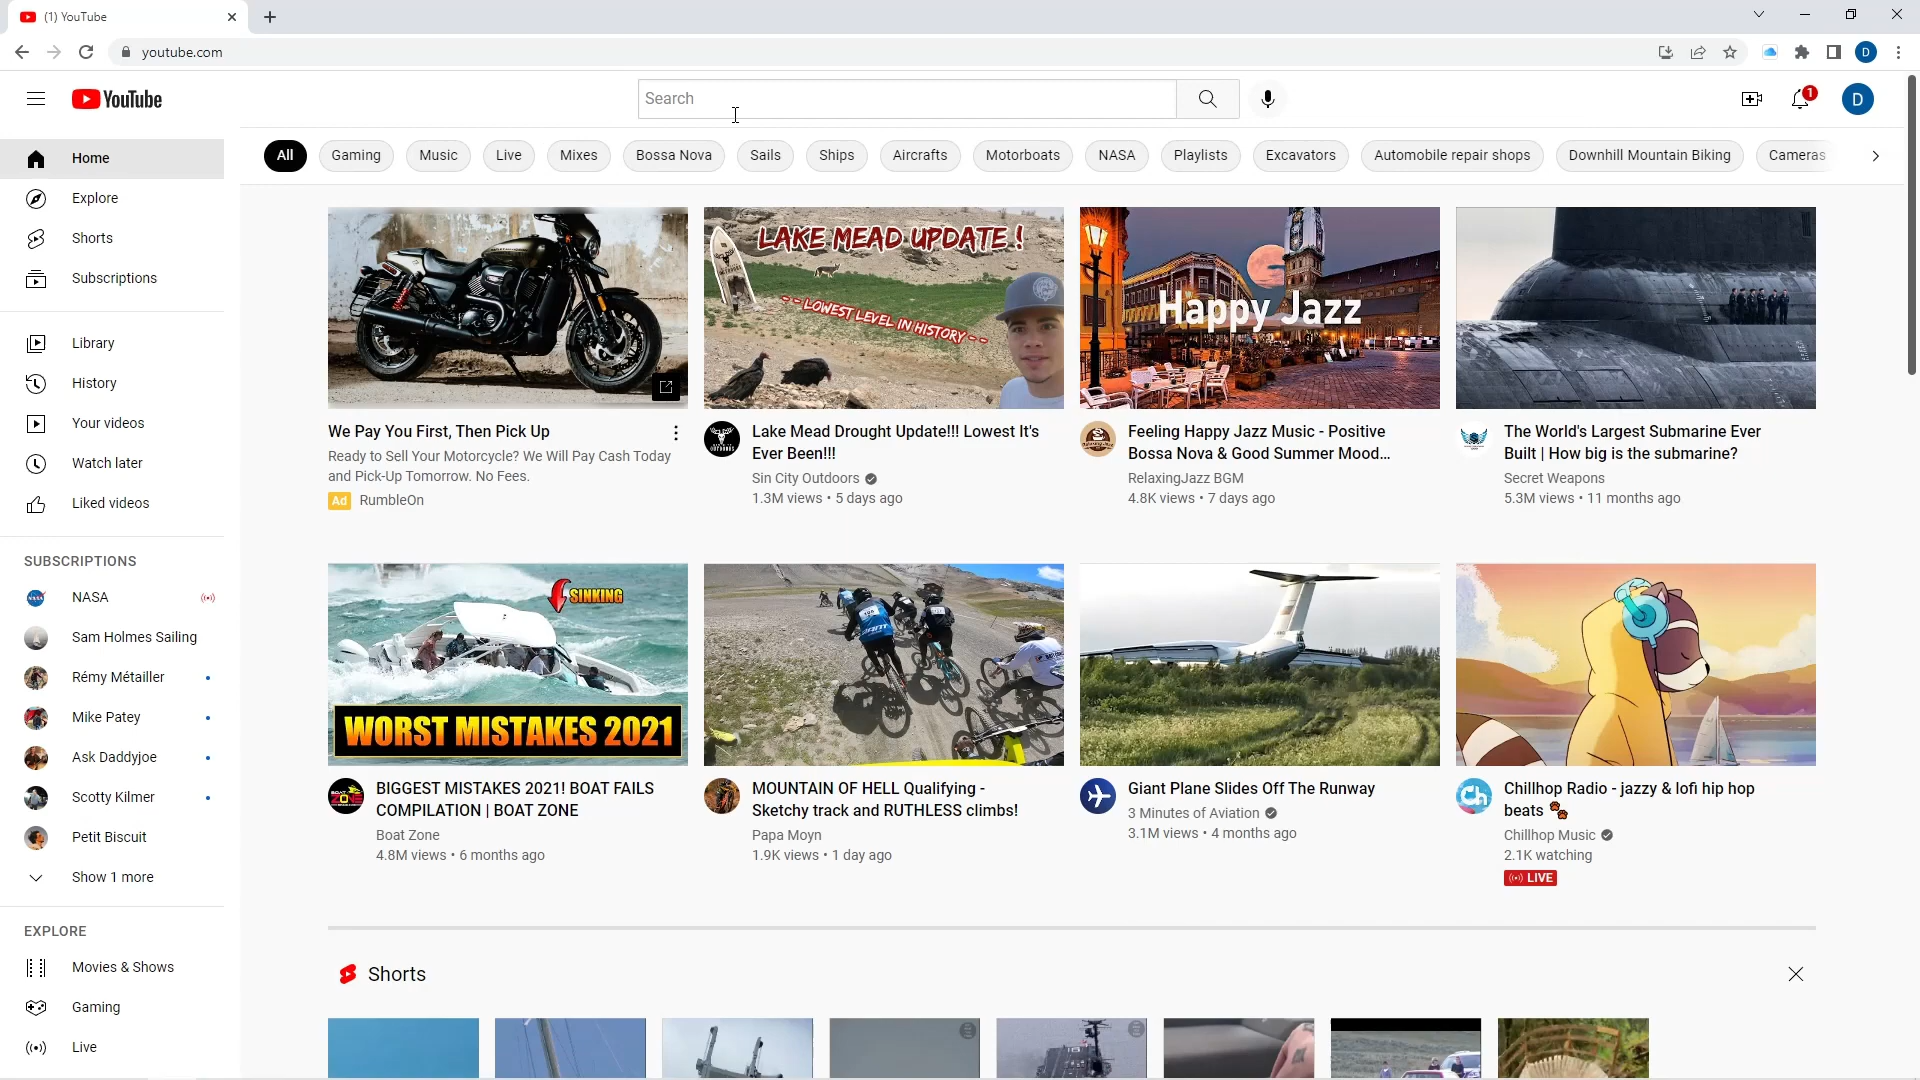 (1) YouTube
youtube.com
D
YouTube
Search
1
D
Home
Explore
Shorts
Subscriptions
Library
History
Your videos
Watch later
Liked videos
SUBSCRIPTIONS
NASA
Sam Holmes Sailing
Rémy Métailler
Mike Patey
Ask Daddyjoe
Scotty Kilmer
Petit Biscuit
Show 1 more
EXPLORE
Movies & Shows
Gaming
Live
All Gaming Music Live Mixes Bossa Nova Sails Ships Aircrafts Motorboats NASA Playlists Excavators Automobile repair shops Downhill Mountain Biking Cameras
We Pay You First, Then Pick Up
Ready to Sell Your Motorcycle? We Will Pay Cash Today
and Pick-Up Tomorrow. No Fees.
Ad RumbleOn
LAKE MEAD UPDATE !
- - LOWEST LEVEL IN HISTORY - -
Lake Mead Drought Update!!! Lowest It's
Ever Been!!!
Sin City Outdoors
1.3M views • 5 days ago
Happy Jazz
Feeling Happy Jazz Music - Positive
Bossa Nova & Good Summer Mood...
RelaxingJazz BGM
4.8K views • 7 days ago
The World's Largest Submarine Ever
Built | How big is the submarine?
Secret Weapons
5.3M views • 11 months ago
SINKING
WORST MISTAKES 2021
BIGGEST MISTAKES 2021! BOAT FAILS
COMPILATION | BOAT ZONE
Boat Zone
4.8M views • 6 months ago
MOUNTAIN OF HELL Qualifying -
Sketchy track and RUTHLESS climbs!
Papa Moyn
1.9K views • 1 day ago
Giant Plane Slides Off The Runway
3 Minutes of Aviation
3.1M views • 4 months ago
Ch
Chillhop Radio - jazzy & lofi hip hop
beats 🐾
Chillhop Music
2.1K watching
LIVE
Shorts